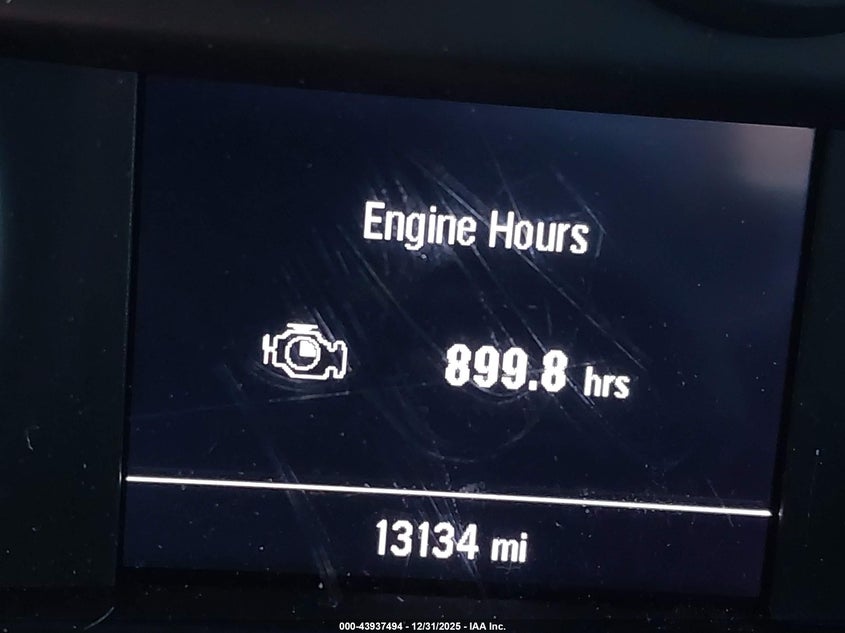 Engine Hours
899.8 hrs
13134 mi
000-43937494 - 12/31/2025 - IAA Inc.